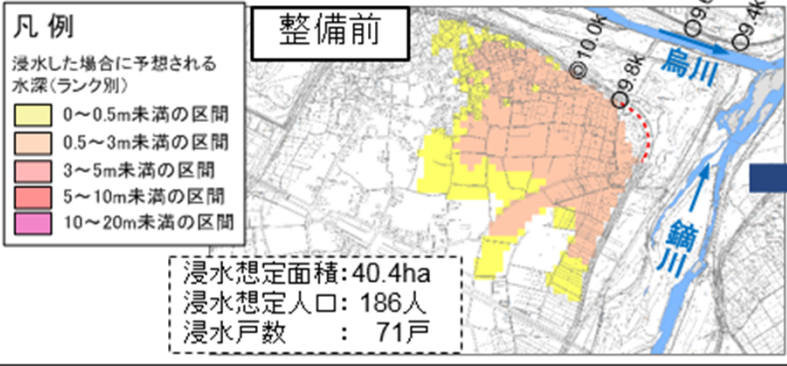 凡例
浸水した場合に予想される
水深(ランク別)
0～0.5m未満の区間
0.5～3m未満の区間
3～5m未満の区間
5～10m未満の区間
10～20m未満の区間
整備前
10.0k
9.8k
9.6
9.4k
烏川
鏑川
浸水想定面積:40.4ha
浸水想定人口: 186人
浸水戸数 : 71戸